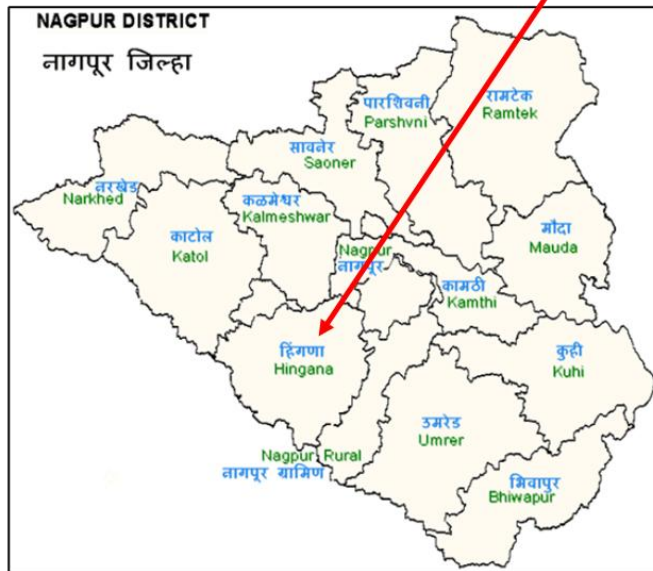 NAGPUR DISTRICT
नागपूर जिल्हा
पारशिवनी
Parshvni
रामटेक
Ramtek
सावनेर
Saoner
नरखेड
Narkhed
कळमेश्वर
Kalmeshwar
काटोल
Katol
Nagpur
नागपूर
मौदा
Mauda
कामठी
Kamthi
हिंगणा
Hingana
कुही
Kuhi
उमरेड
Umrer
Nagpur Rural
नागपूर ग्रामिण
भिवापुर
Bhiwapur